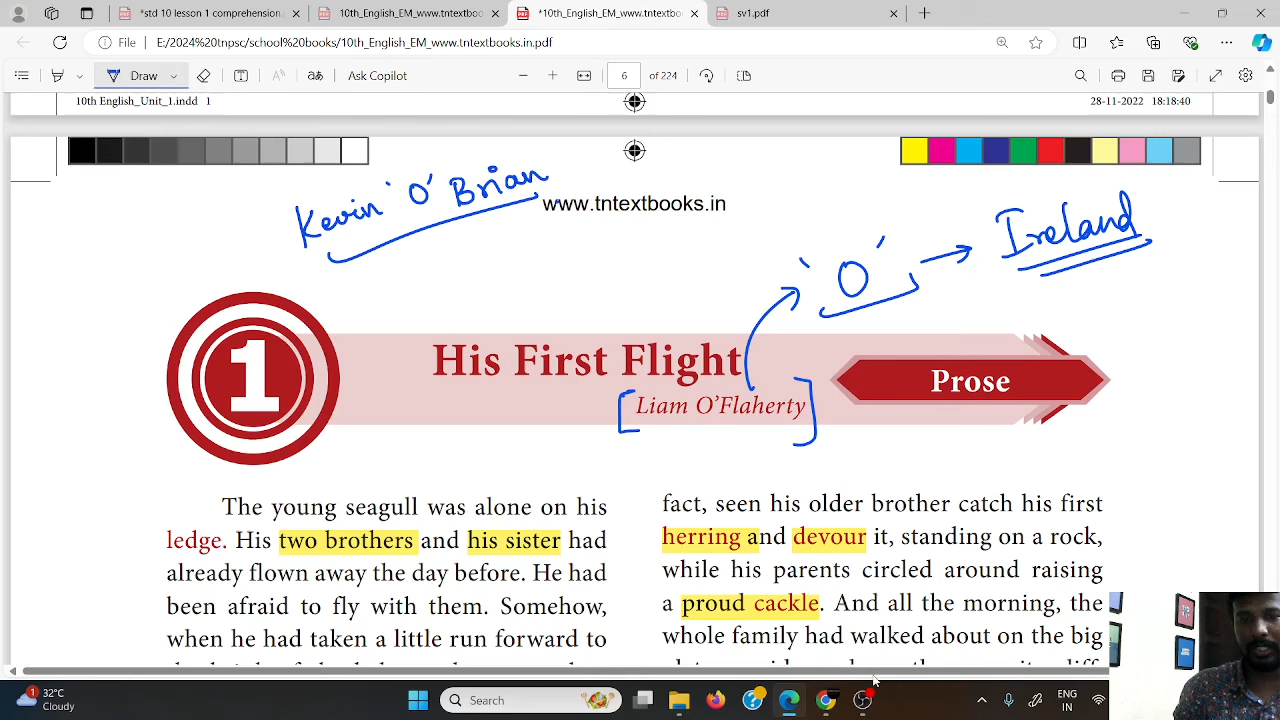 *std 10 lesson 1 comprehension.
10th_English_EM_www.tntextbooks
*10th_English_EM_www.tntextboo
sv1.pdf
File E:/2024%20tnpsc/school%20books/10th_English_EM_www.tntextbooks.in.pdf
Draw Ask Copilot 6 of 224
10th English_Unit_1.indd 1
28-11-2022 18:18:40
Kevin 'O' Brian
www.tntextbooks.in
'O'
Ireland
1
His First Flight
Liam O'Flaherty
Prose
The young seagull was alone on his
ledge. His two brothers and his sister had
already flown away the day before. He had
been afraid to fly with them. Somehow,
when he had taken a little run forward to
fact, seen his older brother catch his first
herring and devour it, standing on a rock,
while his parents circled around raising
a proud cackle. And all the morning, the
whole family had walked about on the big
1
32°C
Cloudy
Search
ENG
IN